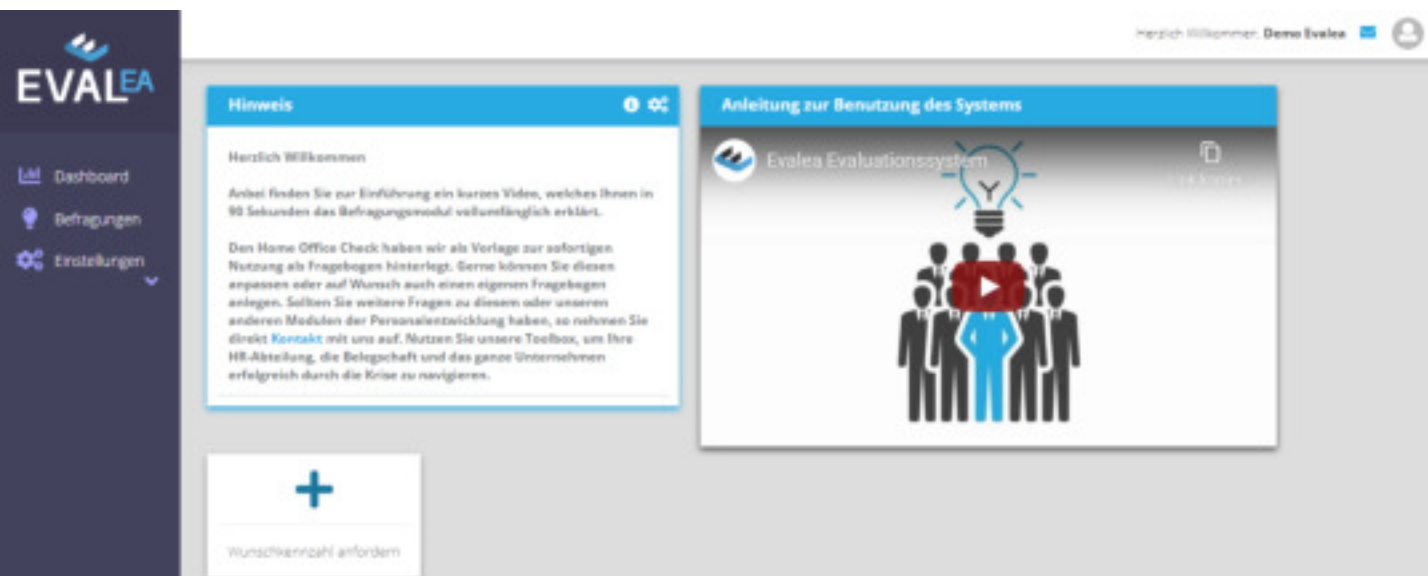 EVALEA
Herzlich Willkommen, Demo Evalea
Dashboard
Befragungen
Einstellungen
Hinweis
Herzlich Willkommen
Anbei finden Sie zur Einführung ein kurzes Video, welches Ihnen in
90 Sekunden das Befragungsmodul vollumfänglich erklärt.
Den Home Office Check haben wir als Vorlage zur sofortigen
Nutzung als Fragebogen hinterlegt. Gerne können Sie diesen
anpassen oder auf Wunsch auch einen eigenen Fragebogen
anlegen. Sollten Sie weitere Fragen zu diesem oder unseren
anderen Modulen der Personalentwicklung haben, so nehmen Sie
direkt Kontakt mit uns auf. Nutzen Sie unsere Toolbox, um Ihre
HR-Abteilung, die Belegschaft und das ganze Unternehmen
erfolgreich durch die Krise zu navigieren.
Anleitung zur Benutzung des Systems
Evalea Evaluationssystem
Wunschkennzahl anfordern